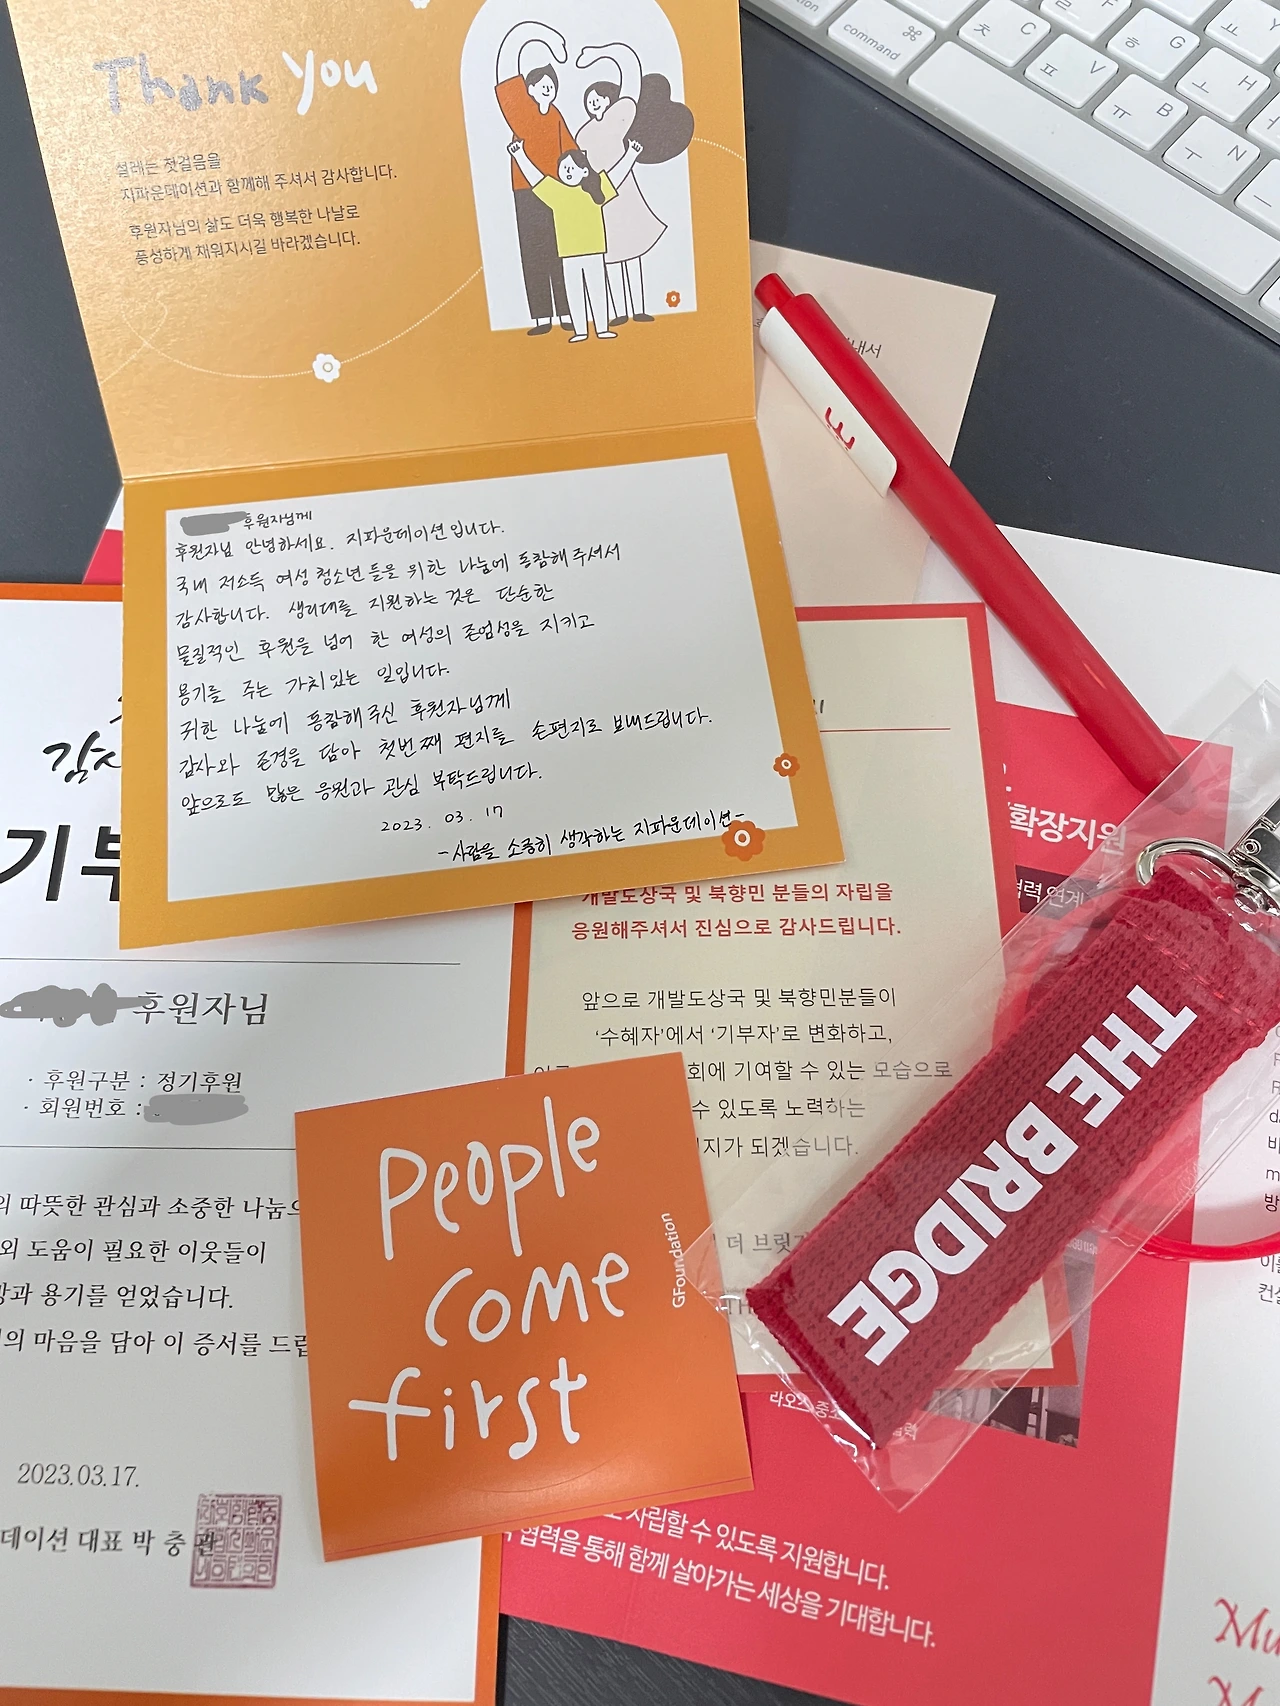 Thank you
설레는 첫걸음을
지파운데이션과 함께해 주셔서 감사합니다.
후원자님의 삶도 더욱 행복한 나날로
풍성하게 채워지시길 바라겠습니다.
후원자님께
후원자님 안녕하세요. 지파운데이션입니다.
국내 저소득 여성 청소년들을 위한 나눔에 동참해주셔서
감사합니다. 생리대를 지원하는 것은 단순한
물질적인 후원을 넘어 한 여성의 존엄성을 지키고
용기를 주는 가치있는 일입니다.
귀한 나눔에 동참해주신 후원자님께
감사와 존경을 담아 첫번째 편지를 손편지로 보내드립니다.
앞으로도 많은 응원과 관심 부탁드립니다.
2023. 03. 17
-사람을 소중히 생각하는 지파운데이션-
command
ㅊ C
ㅍ V
ㅎ G
ㅠ B
ㅗ H
ㅜ N
ㅛ Y
내서
확장지원
협력 연계
개발도상국 및 북향민 분들의 자립을
응원해주셔서 진심으로 감사드립니다.
앞으로 개발도상국 및 북향민분들이
'수혜자'에서 '기부자'로 변화하고,
회에 기여할 수 있는 모습으로
수 있도록 노력하는
지가 되겠습니다.
더 브릿
THE BRIDGE
후원자님
· 후원구분 : 정기후원
· 회원번호 :
의 따뜻한 관심과 소중한 나눔
외 도움이 필요한 이웃들이
과 용기를 얻었습니다.
의 마음을 담아 이 증서를 드립
2023.03.17.
데이션 대표 박 충 관
People
come
first
GFoundation
라오스 중소
자립할 수 있도록 지원합니다.
협력을 통해 함께 살아가는 세상을 기대합니다.